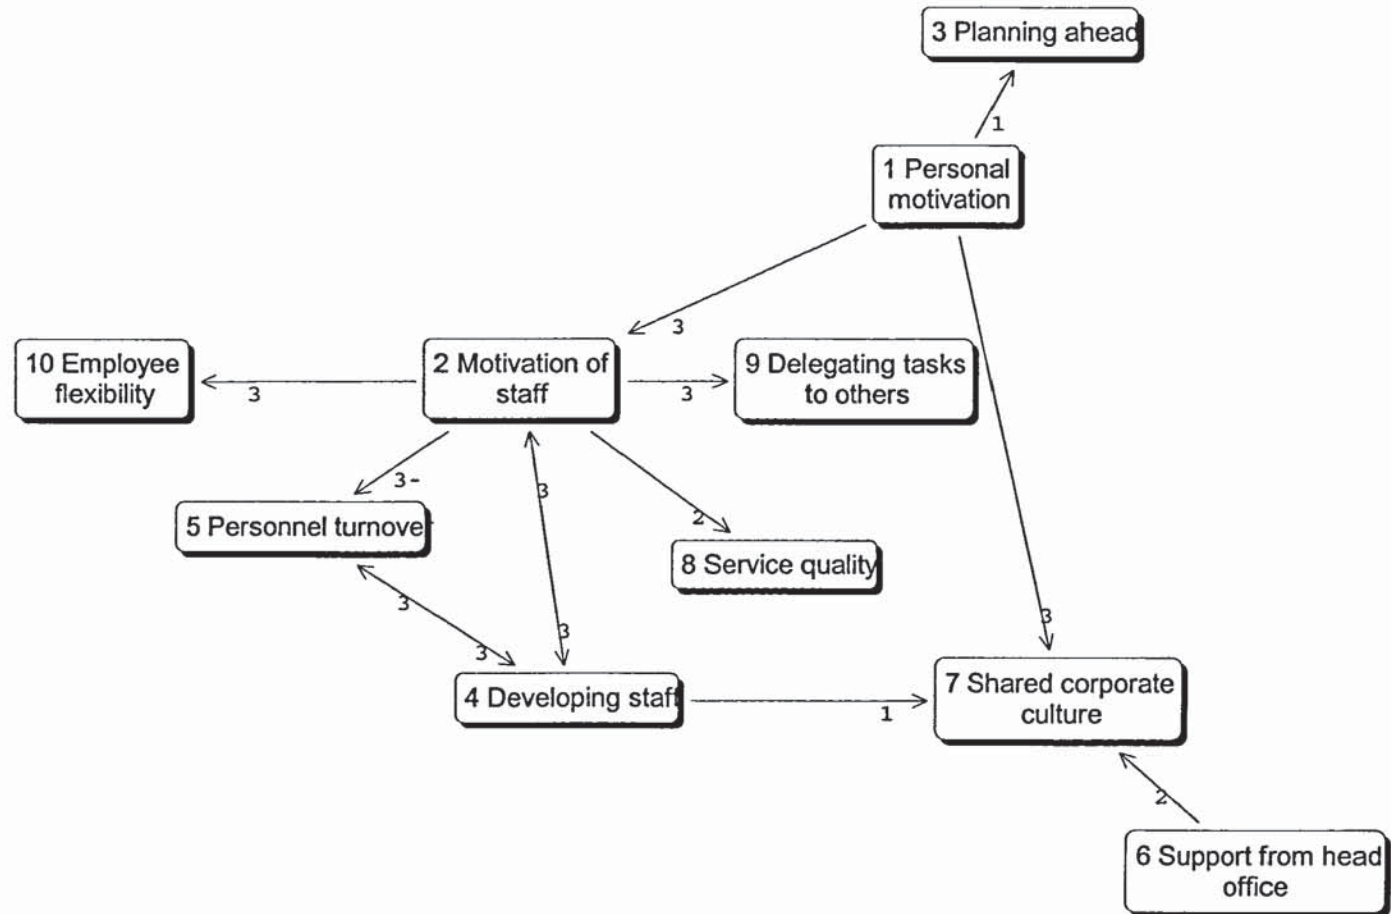 3 Planning ahead
1
1 Personal
motivation
3
10 Employee
flexibility
3
2 Motivation of
staff
3
9 Delegating tasks
to others
3-
3
2
5 Personnel turnove
8 Service quality
3
3
3
3
4 Developing staff
1
7 Shared corporate
culture
2
6 Support from head
office